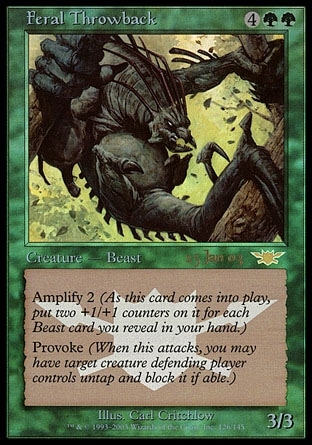 Feral Throwback 4
Creature — Beast
Amplify 2 (As this card comes into play,
put two +1/+1 counters on it for each
Beast card you reveal in your hand.)
Provoke (When this attacks, you may
have target creature defending player
controls untap and block it if able.)
Illus. Carl Critchlow
™ & © 1993-2003 Wizards of the Coast, Inc. 126/145
3/3